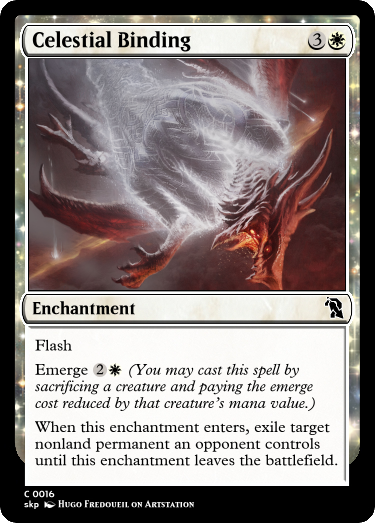 Celestial Binding 3
Enchantment
Flash
Emerge 2 (You may cast this spell by
sacrificing a creature and paying the emerge
cost reduced by that creature's mana value.)
When this enchantment enters, exile target
nonland permanent an opponent controls
until this enchantment leaves the battlefield.
C 0016
skp Hugo Fredoueil on Artstation